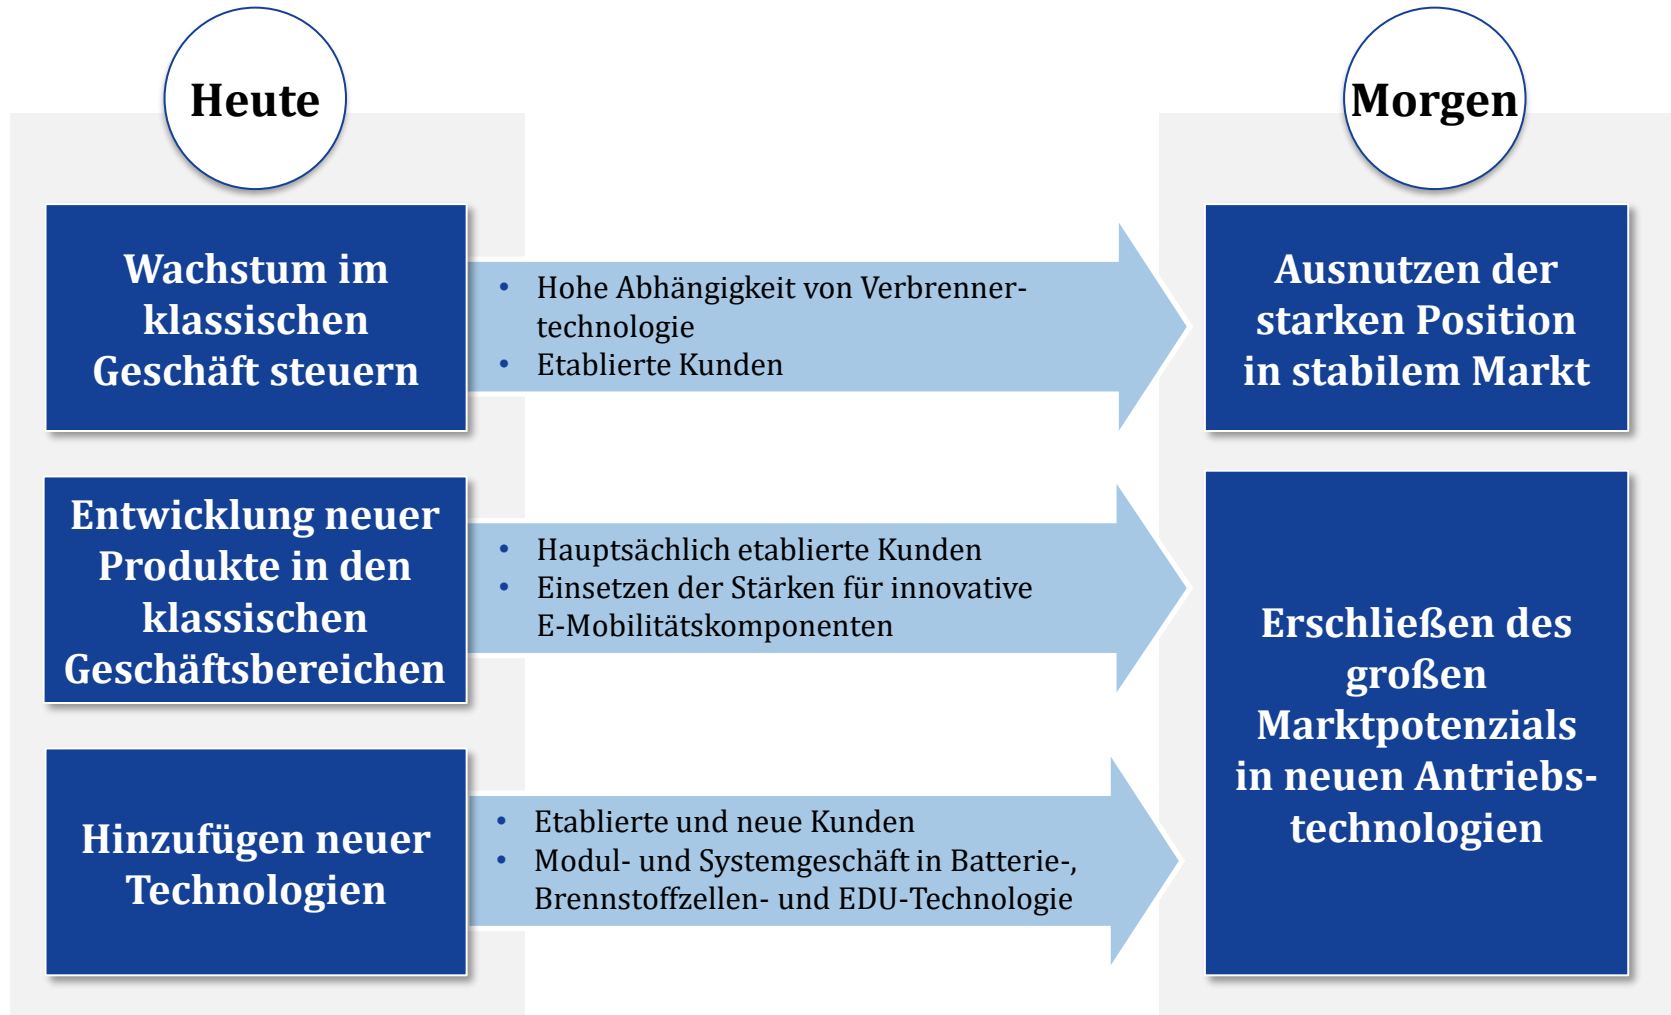 Heute
Morgen
Wachstum im
klassischen
Geschäft steuern
• Hohe Abhängigkeit von Verbrenner-
technologie
• Etablierte Kunden
Ausnutzen der
starken Position
in stabilem Markt
Entwicklung neuer
Produkte in den
klassischen
Geschäftsbereichen
• Hauptsächlich etablierte Kunden
• Einsetzen der Stärken für innovative
E-Mobilitätskomponenten
Hinzufügen neuer
Technologien
• Etablierte und neue Kunden
• Modul- und Systemgeschäft in Batterie-,
Brennstoffzellen- und EDU-Technologie
Erschließen des
großen
Marktpotenzials
in neuen Antriebs-
technologien